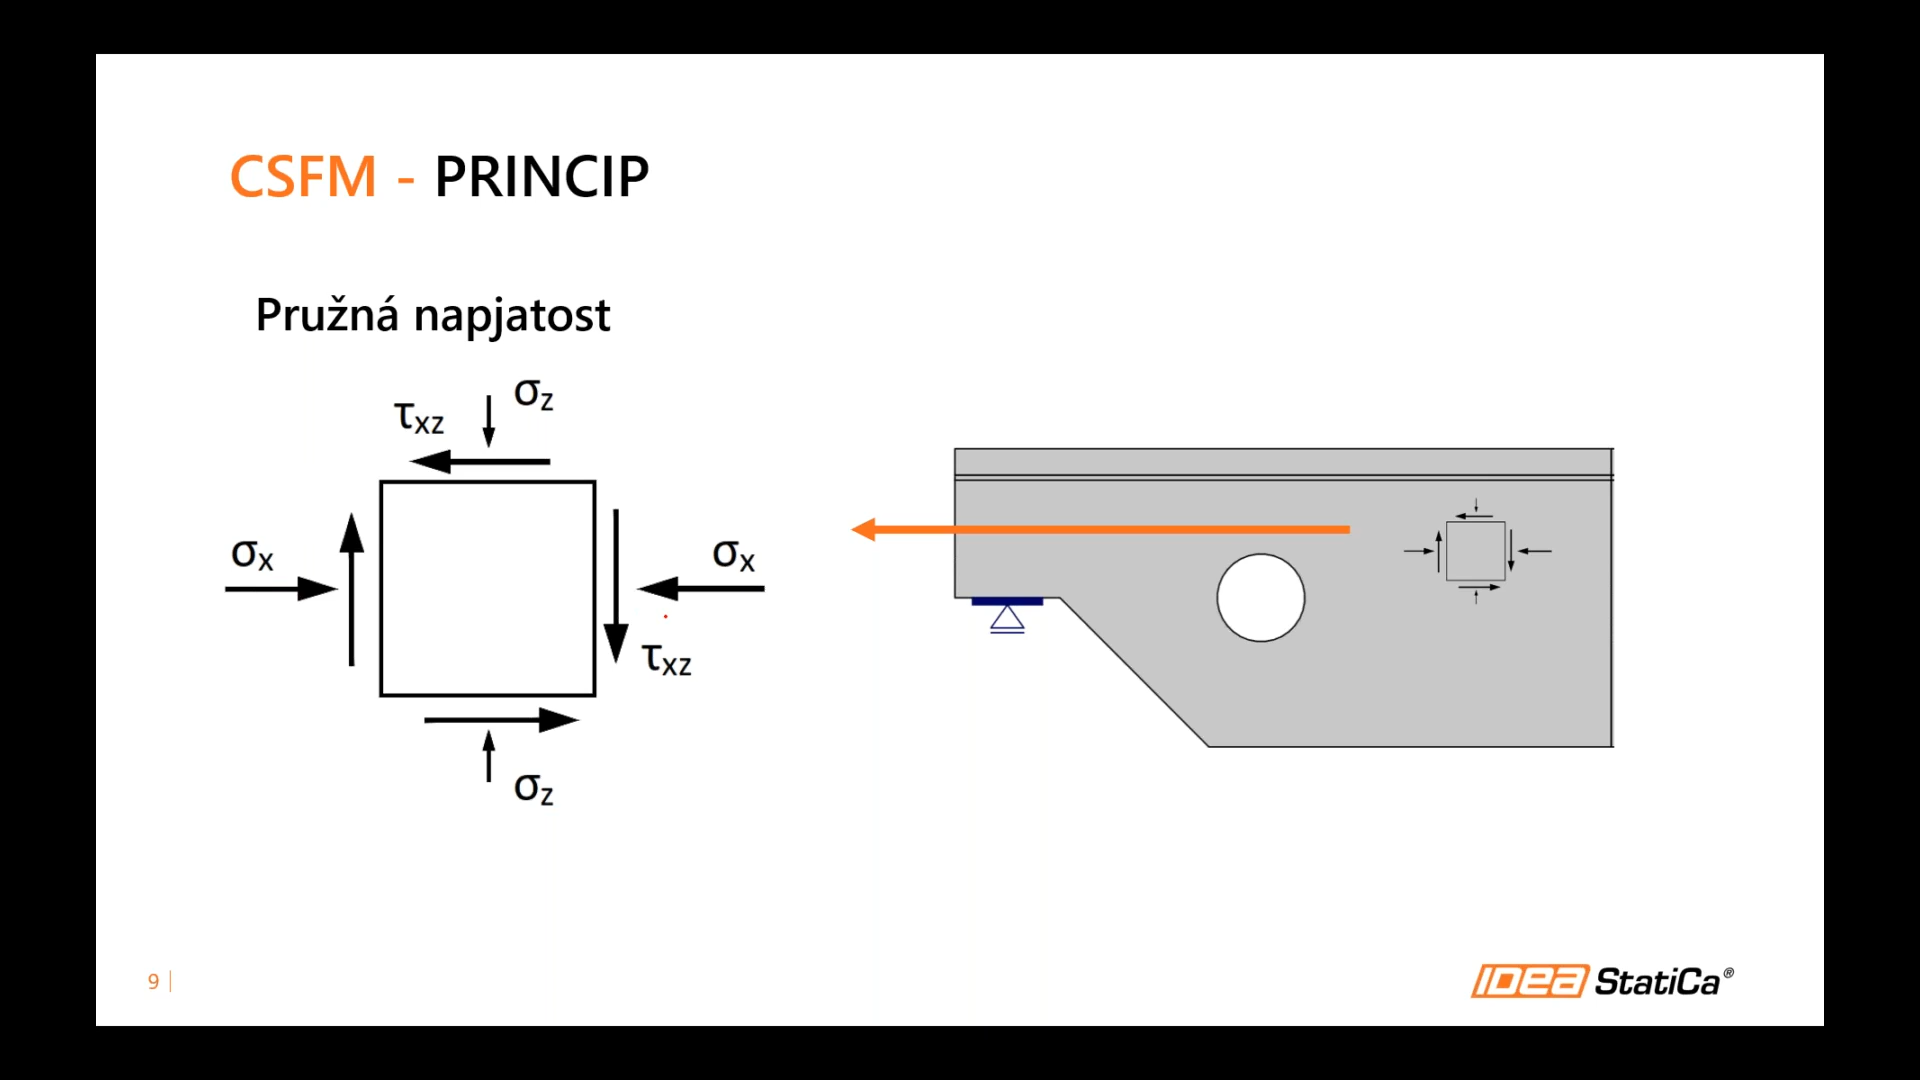 CSFM - PRINCIP
Pružná napjatost
σz
τxz
σx
σx
τxz
σz
9 |
IDEA StatiCa®